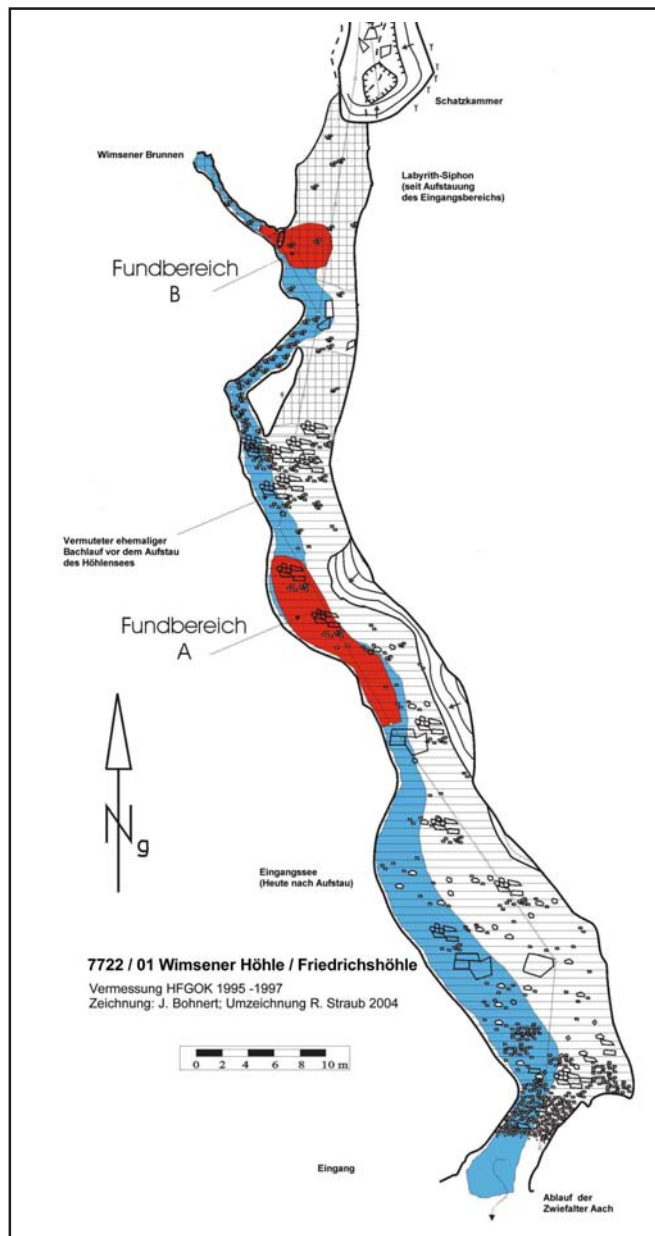 Schatzkammer
Wimsener Brunnen
Labyrith-Siphon
(seit Aufstauung
des Eingangsbereichs)
Fundbereich
B
Vermuteter ehemaliger
Bachlauf vor dem Aufstau
des Höhlensees
Fundbereich
A
Ng
Eingangssee
(Heute nach Aufstau)
7722 / 01 Wimsener Höhle / Friedrichshöhle
Vermessung HFGOK 1995 -1997
Zeichnung: J. Bohnert; Umzeichnung R. Straub 2004
0 2 4 6 8 10 m
Eingang
Ablauf der
Zwiefalter Aach